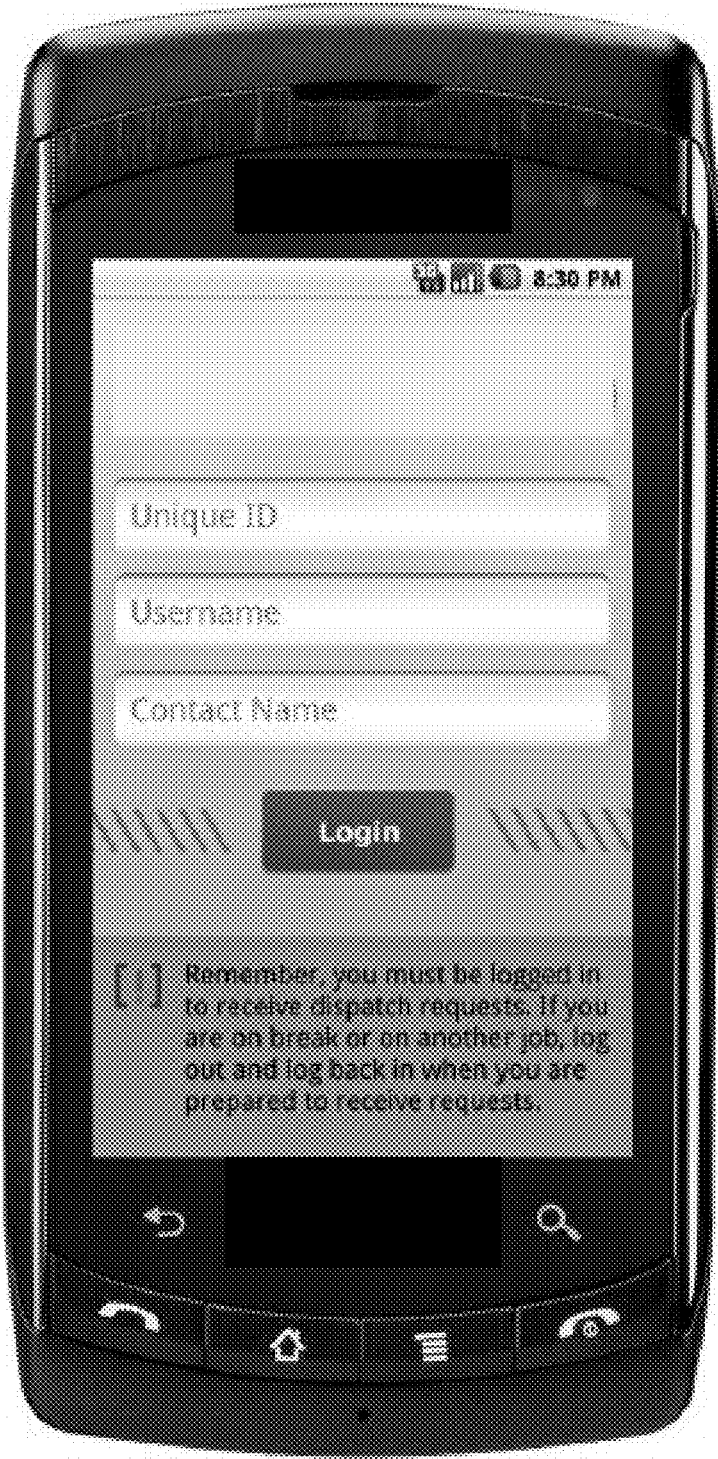 8:30 PM
Unique ID
Username
Contact Name
Login
[!] Remember, you must be logged in
to receive dispatch requests. If you
are on break or on another job, log
out and log back in when you are
prepared to receive requests.